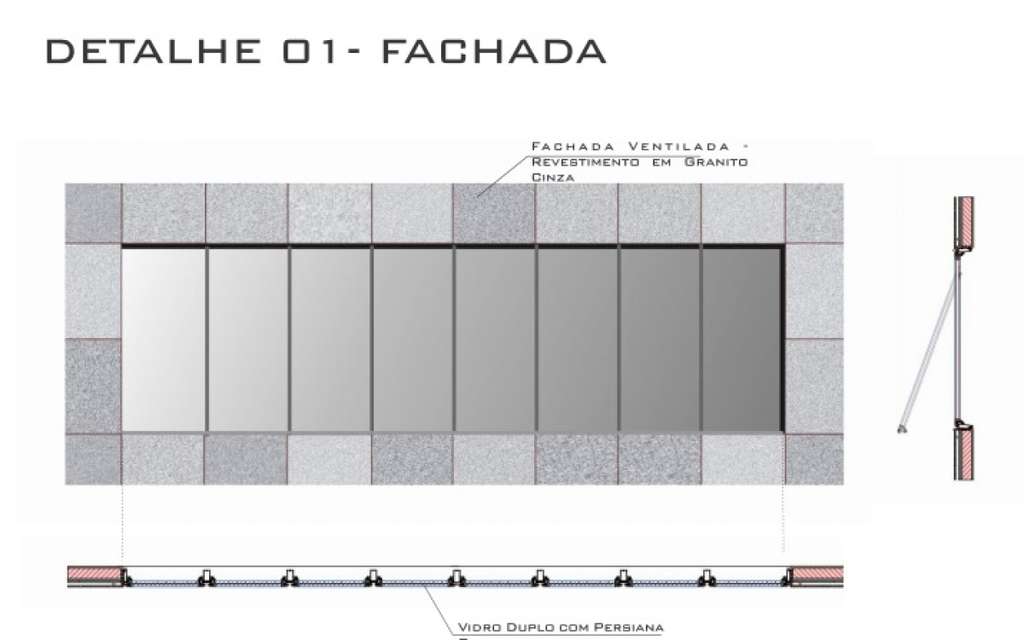 DETALHE 01- FACHADA
FACHADA VENTILADA -
REVESTIMENTO EM GRANITO
CINZA
VIDRO DUPLO COM PERSIANA